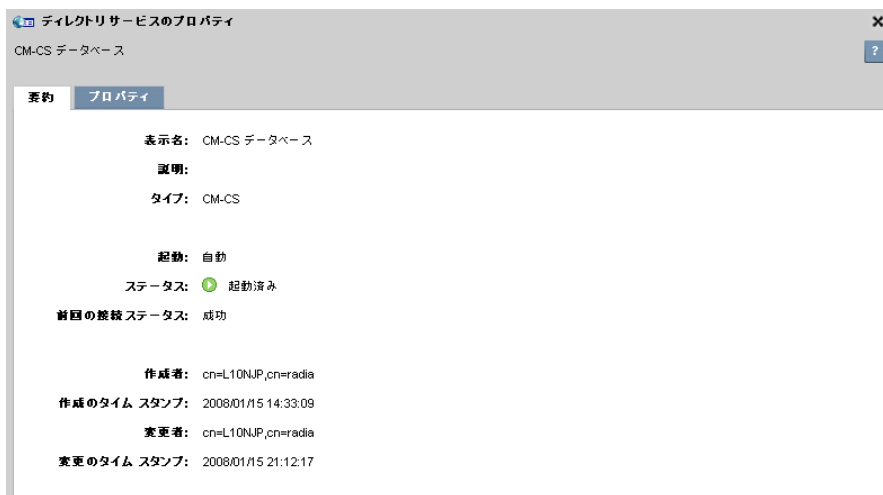 ディレクトリ サービスのプロパティ
CM-CS データベース
?
要約 プロパティ
表示名: CM-CS データベース
説明:
タイプ: CM-CS
起動: 自動
ステータス: 起動済み
前回の接続ステータス: 成功
作成者: cn=L10NJP,cn=radia
作成のタイム スタンプ: 2008/01/15 14:33:09
変更者: cn=L10NJP,cn=radia
変更のタイム スタンプ: 2008/01/15 21:12:17